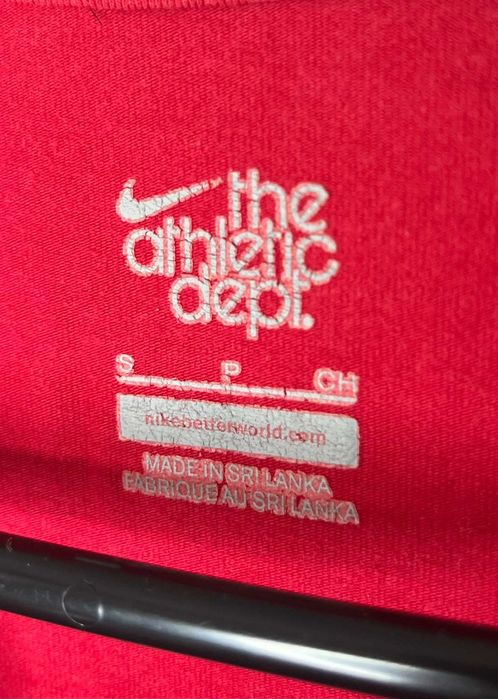 the
athletic
dept.
S P CH
nikebetterworld.com
MADE IN SRI LANKA
FABRIQUE AU SRI LANKA